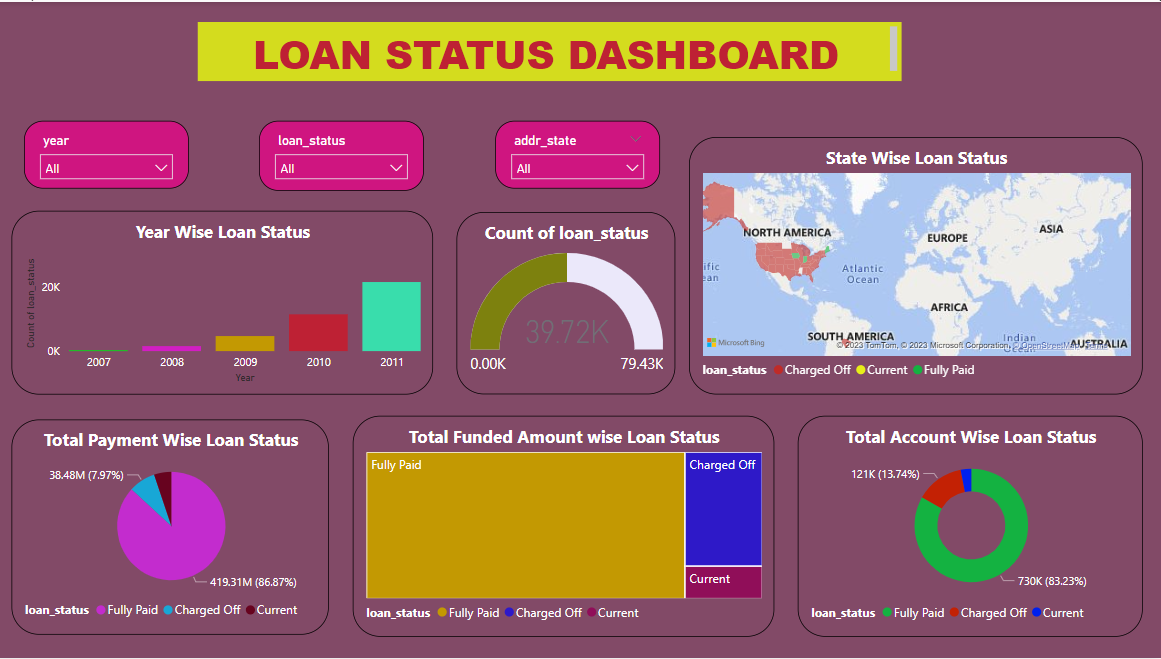 LOAN STATUS DASHBOARD
year
All
loan_status
All
addr_state
All
State Wise Loan Status
NORTH AMERICA
EUROPE
ASIA
Atlantic
Ocean
AFRICA
SOUTH AMERICA
Indian
Ocean
AUSTRALIA
Microsoft Bing
© 2023 TomTom, © 2023 Microsoft Corporation, © OpenStreetMap Terms
loan_status Charged Off Current Fully Paid
Year Wise Loan Status
Count of loan_status
20K
0K
2007 2008 2009 2010 2011
Year
Count of loan_status
39.72K
0.00K 79.43K
Total Payment Wise Loan Status
38.48M (7.97%)
419.31M (86.87%)
loan_status Fully Paid Charged Off Current
Total Funded Amount wise Loan Status
Fully Paid
Charged Off
Current
loan_status Fully Paid Charged Off Current
Total Account Wise Loan Status
121K (13.74%)
730K (83.23%)
loan_status Fully Paid Charged Off Current